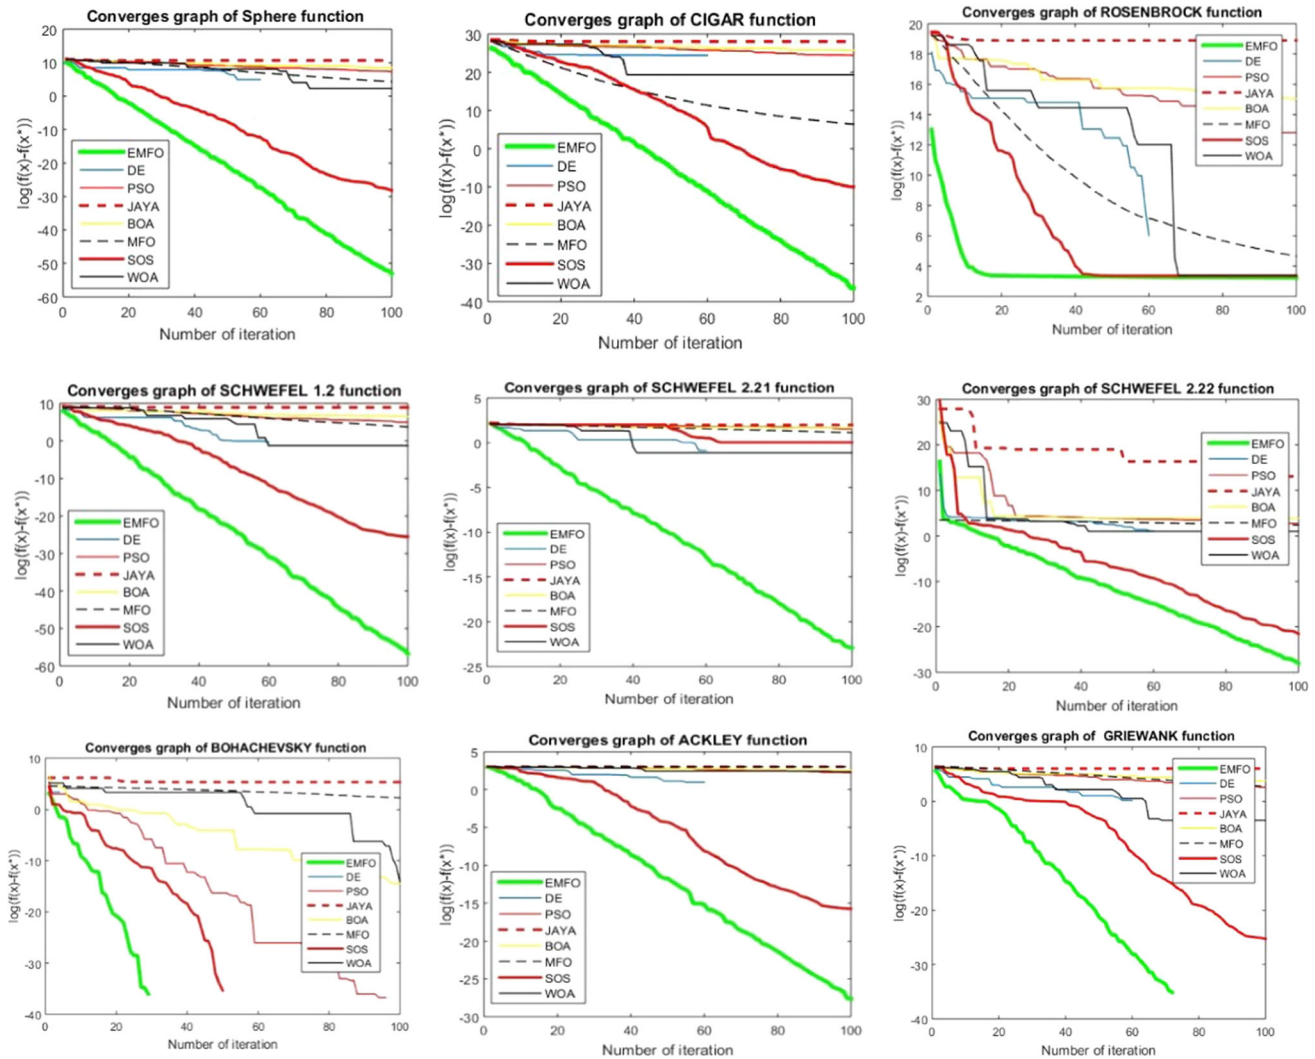 Converges graph of Sphere function
20
10
0
-10
-20
-30
-40
-50
-60
log(f(x)-f(x*))
EMFO
DE
PSO
JAYA
BOA
MFO
SOS
WOA
0 20 40 60 80 100
Number of iteration
Converges graph of CIGAR function
30
20
10
0
-10
-20
-30
-40
log(f(x)-f(x*))
EMFO
DE
PSO
JAYA
BOA
MFO
SOS
WOA
0 20 40 60 80 100
Number of iteration
Converges graph of ROSENBROCK function
20
18
16
14
12
10
8
6
4
2
log(f(x)-f(x*))
EMFO
DE
PSO
JAYA
BOA
MFO
SOS
WOA
0 20 40 60 80 100
Number of iteration
Converges graph of SCHWEFEL 1.2 function
10
0
-10
-20
-30
-40
-50
-60
log(f(x)-f(x*))
EMFO
DE
PSO
JAYA
BOA
MFO
SOS
WOA
0 20 40 60 80 100
Number of iteration
Converges graph of SCHWEFEL 2.21 function
5
0
-5
-10
-15
-20
-25
log(f(x)-f(x*))
EMFO
DE
PSO
JAYA
BOA
MFO
SOS
WOA
0 20 40 60 80 100
Number of iteration
Converges graph of SCHWEFEL 2.22 function
30
20
10
0
-10
-20
-30
log(f(x)-f(x*))
EMFO
DE
PSO
JAYA
BOA
MFO
SOS
WOA
0 20 40 60 80 100
Number of iteration
Converges graph of BOHACHEVSKY function
10
0
-10
-20
-30
-40
log(f(x)-f(x*))
EMFO
DE
PSO
JAYA
BOA
MFO
SOS
WOA
0 20 40 60 80 100
Number of iteration
Converges graph of ACKLEY function
5
0
-5
-10
-15
-20
-25
-30
log(f(x)-f(x*))
EMFO
DE
PSO
JAYA
BOA
MFO
SOS
WOA
0 20 40 60 80 100
Number of iteration
Converges graph of GRIEWANK function
10
0
-10
-20
-30
-40
log(f(x)-f(x*))
EMFO
DE
PSO
JAYA
BOA
MFO
SOS
WOA
0 20 40 60 80 100
Number of iteration